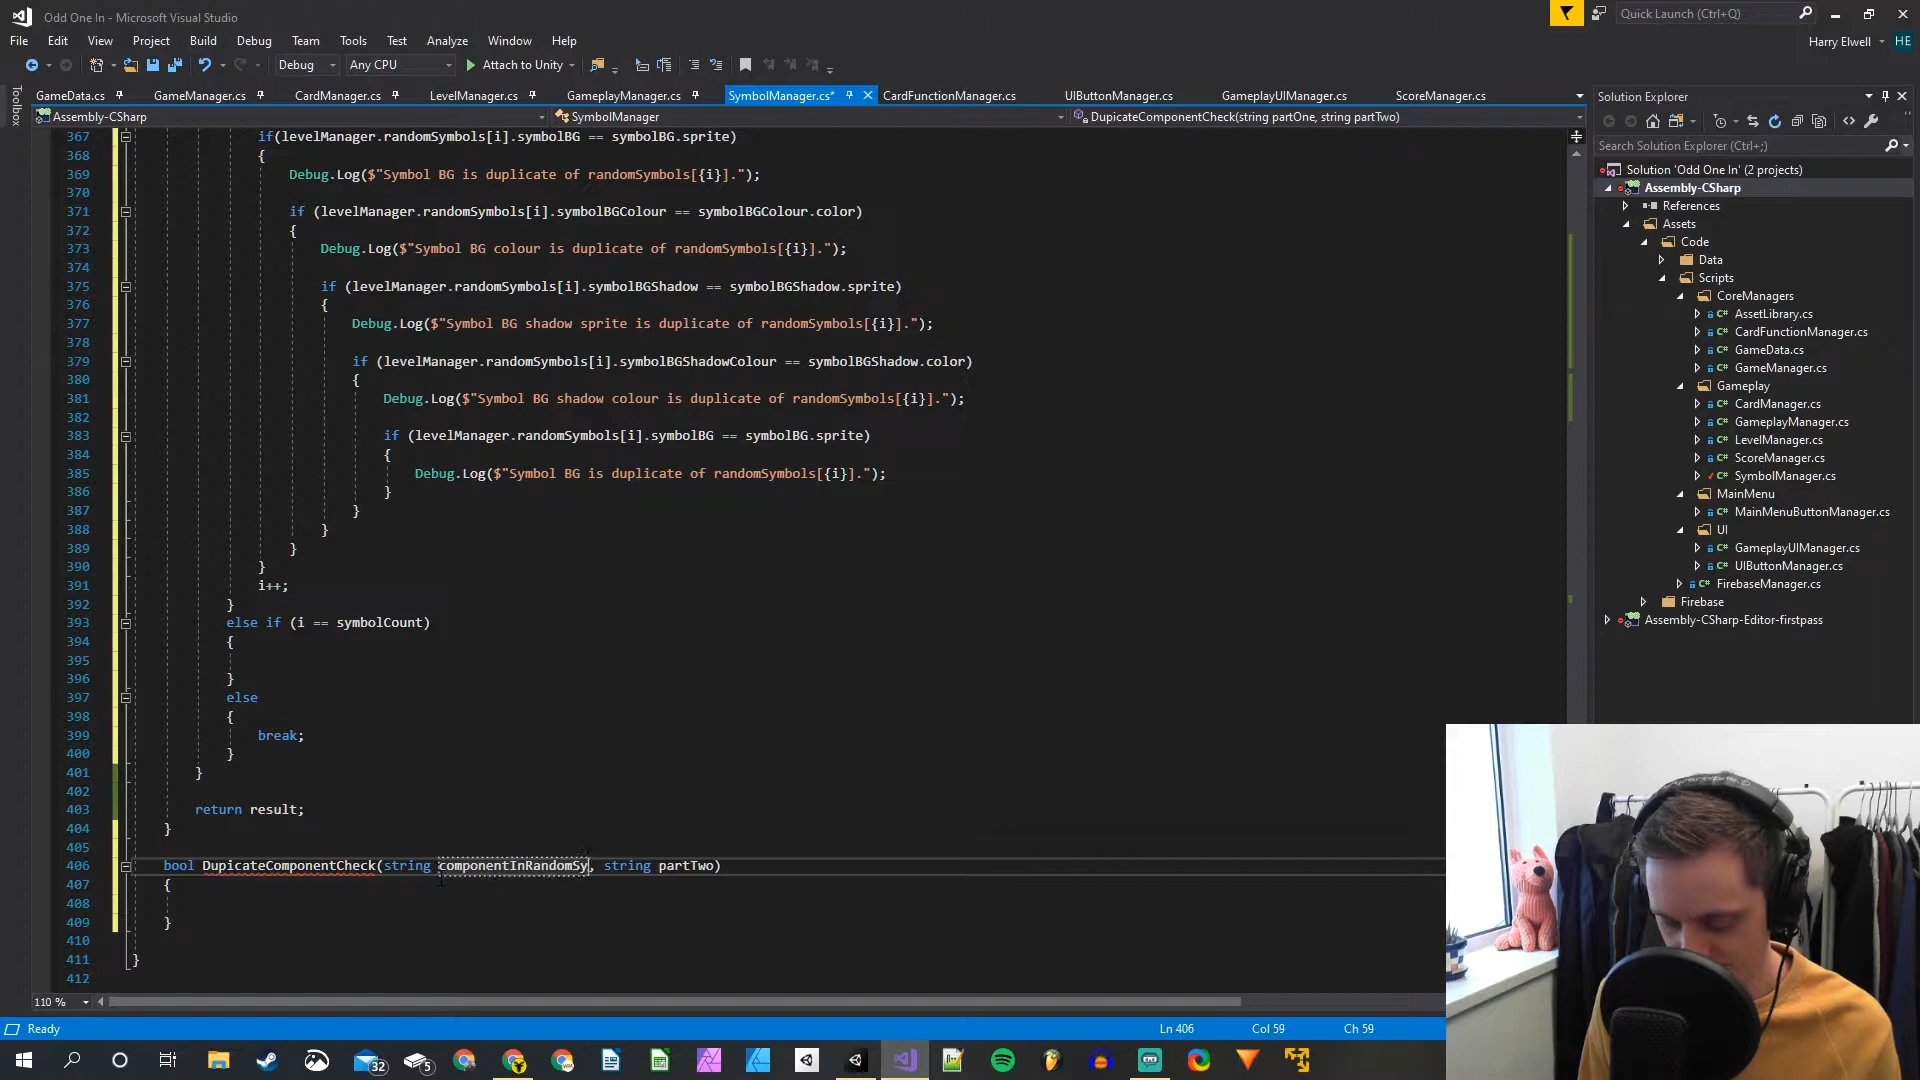 Odd One In - Microsoft Visual Studio
Quick Launch (Ctrl+Q)
File Edit View Project Build Debug Team Tools Test Analyze Window Help
Harry Elwell HE
Debug Any CPU Attach to Unity
Toolbox
GameData.cs GameManager.cs CardManager.cs LevelManager.cs GameplayManager.cs SymbolManager.cs* CardFunctionManager.cs UIButtonManager.cs GameplayUIManager.cs ScoreManager.cs
Assembly-CSharp SymbolManager DupicateComponentCheck(string partOne, string partTwo)
367 if(levelManager.randomSymbols[i].symbolBG == symbolBG.sprite)
368 {
369 Debug.Log($"Symbol BG is duplicate of randomSymbols[{i}].");
370
371 if (levelManager.randomSymbols[i].symbolBGColour == symbolBGColour.color)
372 {
373 Debug.Log($"Symbol BG colour is duplicate of randomSymbols[{i}].");
374
375 if (levelManager.randomSymbols[i].symbolBGShadow == symbolBGShadow.sprite)
376 {
377 Debug.Log($"Symbol BG shadow sprite is duplicate of randomSymbols[{i}].");
378
379 if (levelManager.randomSymbols[i].symbolBGShadowColour == symbolBGShadow.color)
380 {
381 Debug.Log($"Symbol BG shadow colour is duplicate of randomSymbols[{i}].");
382
383 if (levelManager.randomSymbols[i].symbolBG == symbolBG.sprite)
384 {
385 Debug.Log($"Symbol BG is duplicate of randomSymbols[{i}].");
386 }
387 }
388 }
389 }
390 }
391 i++;
392 }
393 else if (i == symbolCount)
394 {
395
396 }
397 else
398 {
399 break;
400 }
401 }
402
403 return result;
404 }
405
406 bool DupicateComponentCheck(string componentInRandomSy, string partTwo)
407 {
408
409 }
410
411 }
412
110 %
Ready
Ln 406 Col 59 Ch 59
Solution Explorer
Search Solution Explorer (Ctrl+;)
Solution 'Odd One In' (2 projects)
Assembly-CSharp
References
Assets
Code
Data
Scripts
CoreManagers
AssetLibrary.cs
CardFunctionManager.cs
GameData.cs
GameManager.cs
Gameplay
CardManager.cs
GameplayManager.cs
LevelManager.cs
ScoreManager.cs
SymbolManager.cs
MainMenu
MainMenuButtonManager.cs
UI
GameplayUIManager.cs
UIButtonManager.cs
FirebaseManager.cs
Firebase
Assembly-CSharp-Editor-firstpass
32 5